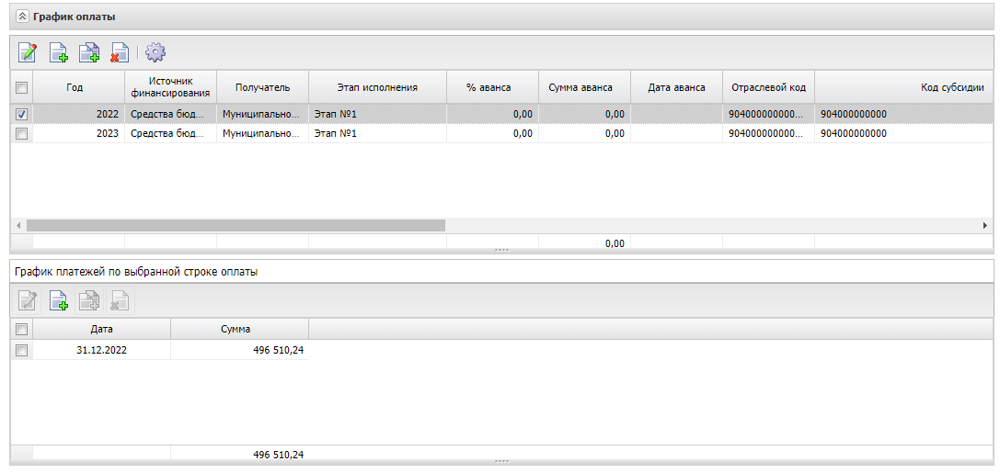 График оплаты
Год Источник финансирования Получатель Этап исполнения % аванса Сумма аванса Дата аванса Отраслевой код Код субсидии
2022 Средства бюд... Муниципально... Этап №1 0,00 0,00 904000000000... 904000000000
2023 Средства бюд... Муниципально... Этап №1 0,00 0,00 904000000000... 904000000000
0,00
График платежей по выбранной строке оплаты
Дата Сумма
31.12.2022 496 510,24
496 510,24